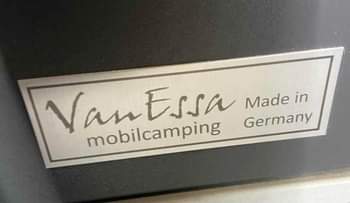 VanEssa
mobilcamping
Made in
Germany